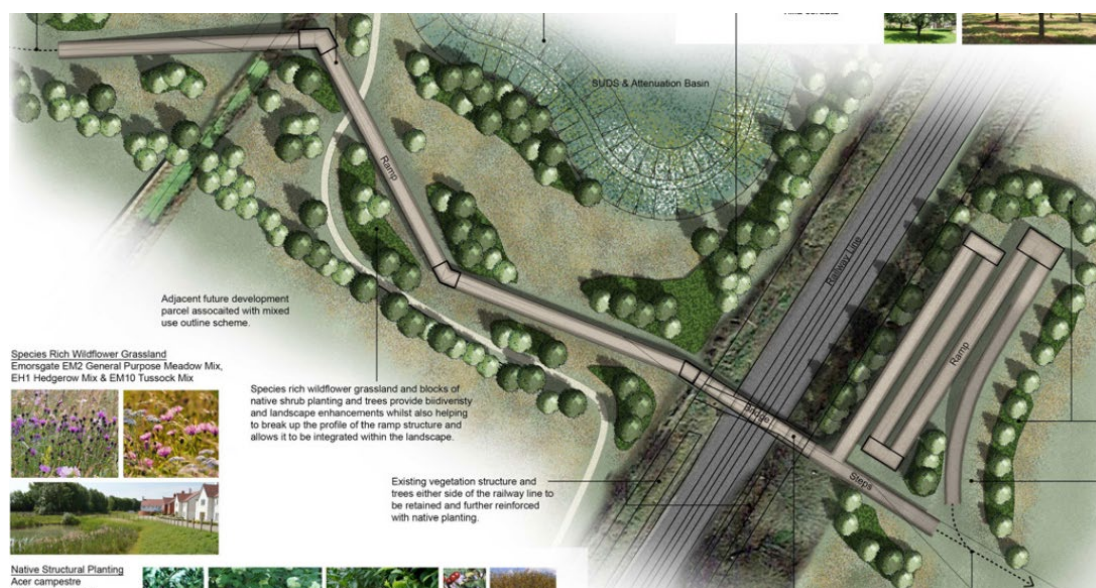 SUDS & Attenuation Basin
Ramp
Railway Line
Adjacent future development
parcel assocaited with mixed
use outline scheme.
Species Rich Wildflower Grassland
Emorsgate EM2 General Purpose Meadow Mix,
EH1 Hedgerow Mix & EM10 Tussock Mix
Species rich wildflower grassland and blocks of
native shrub planting and trees provide biidiveristy
and landscape enhancements whilst also helping
to break up the profile of the ramp structure and
allows it to be integrated within the landscape.
Ramp
Bridge
Steps
Existing vegetation structure and
trees either side of the railway line to
be retained and further reinforced
with native planting.
Native Structural Planting
Acer campestre